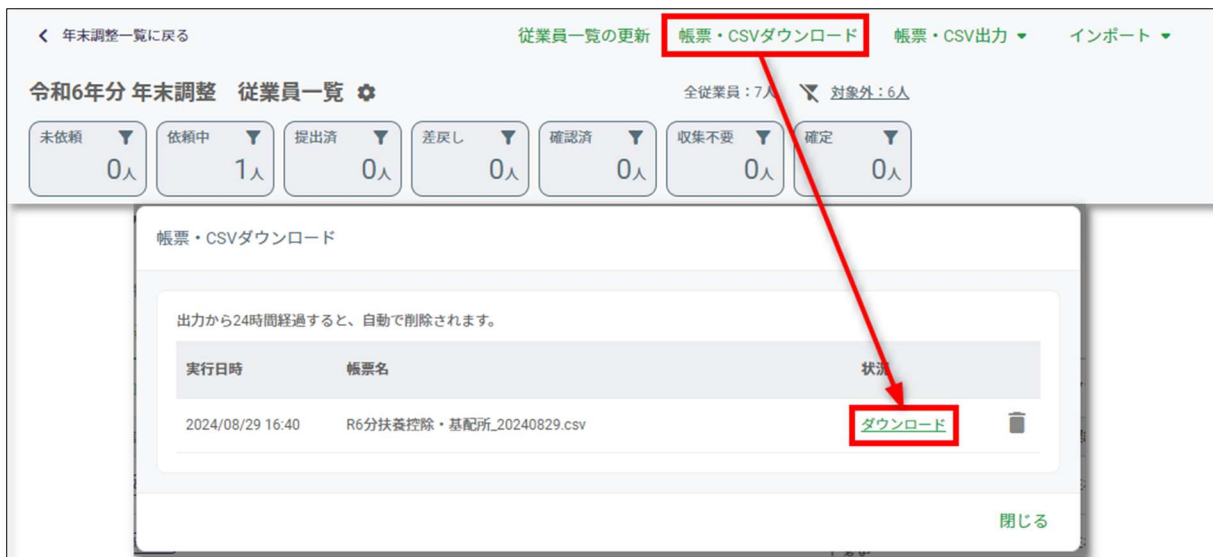 年末調整一覧に戻る 従業員一覧の更新 帳票・CSVダウンロード 帳票・CSV出力 インポート
令和6年分 年末調整 従業員一覧 全従業員：7人 対象外：6人
未依頼 依頼中 提出済 差戻し 確認済 収集不要 確定
0人 1人 0人 0人 0人 0人 0人
帳票・CSVダウンロード
出力から24時間経過すると、自動で削除されます。
実行日時 帳票名 状況
2024/08/29 16:40 R6分扶養控除・基配所_20240829.csv ダウンロード
閉じる